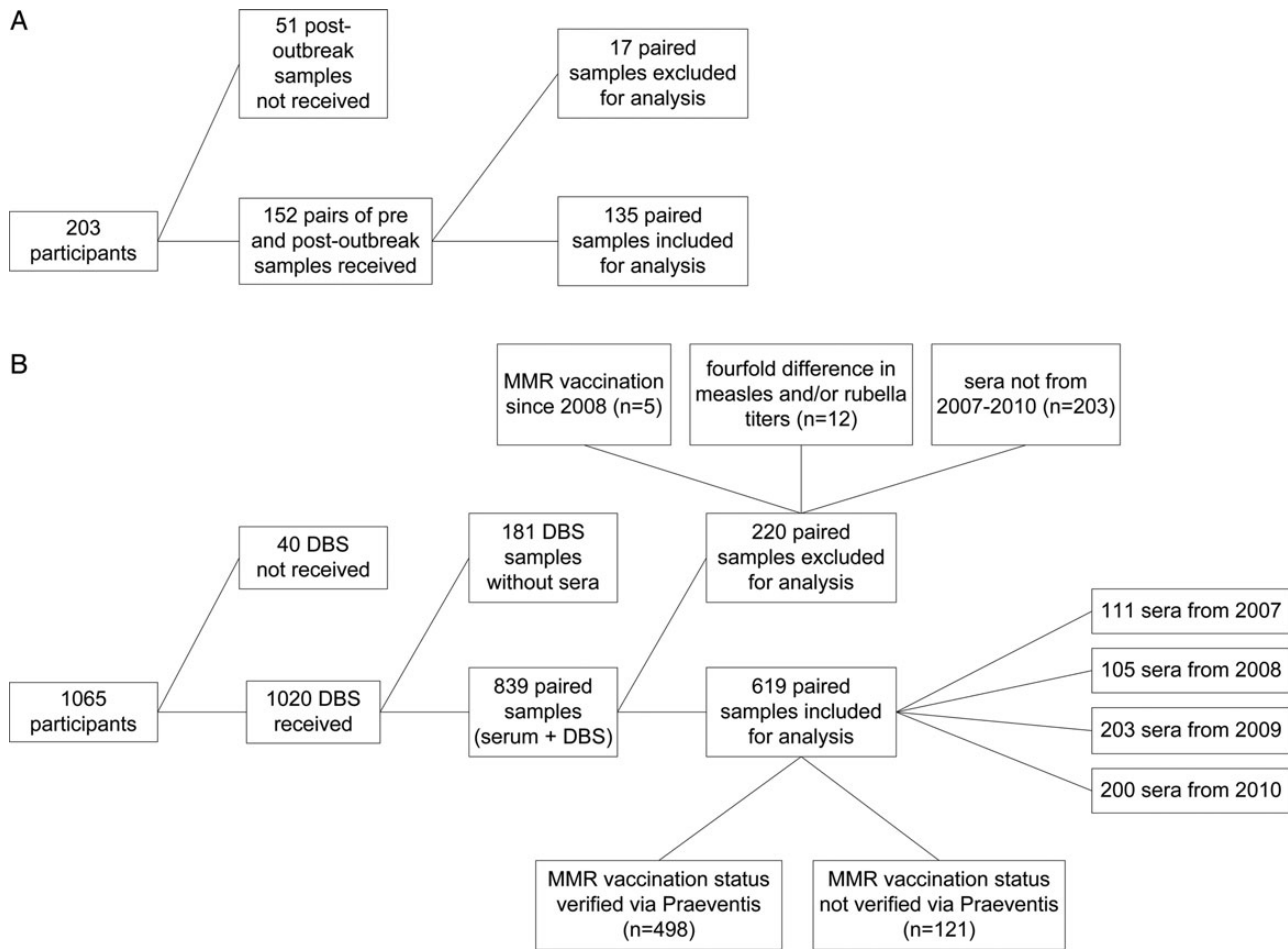 A
51 post-
outbreak
samples
not received
17 paired
samples excluded
for analysis
203
participants
152 pairs of pre
and post-outbreak
samples received
135 paired
samples included
for analysis
B
MMR vaccination
since 2008 (n=5)
fourfold difference in
measles and/or rubella
titers (n=12)
sera not from
2007-2010 (n=203)
40 DBS
not received
181 DBS
samples
without sera
220 paired
samples excluded
for analysis
1065
participants
1020 DBS
received
839 paired
samples
(serum + DBS)
619 paired
samples included
for analysis
111 sera from 2007
105 sera from 2008
203 sera from 2009
200 sera from 2010
MMR vaccination status
verified via Praeventis
(n=498)
MMR vaccination status
not verified via Praeventis
(n=121)